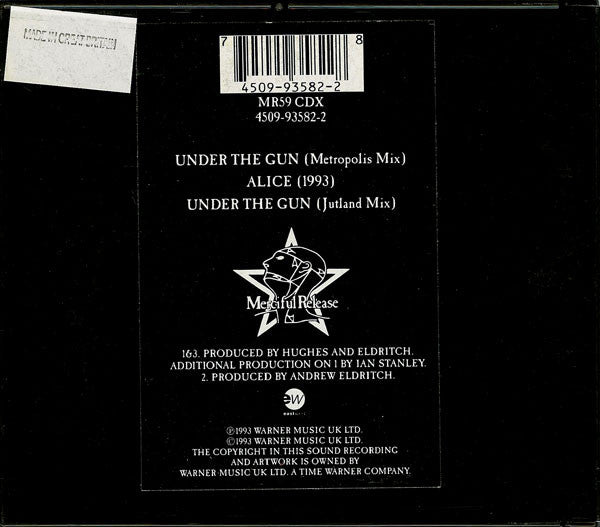 MADE IN GREAT BRITAIN
7 8
4509-93582-2
MR59 CDX
4509-93582-2
UNDER THE GUN (Metropolis Mix)
ALICE (1993)
UNDER THE GUN (Jutland Mix)
Merciful Release
1&3. PRODUCED BY HUGHES AND ELDRITCH.
ADDITIONAL PRODUCTION ON 1 BY IAN STANLEY.
2. PRODUCED BY ANDREW ELDRITCH.
ew
eastwest
℗1993 WARNER MUSIC UK LTD.
©1993 WARNER MUSIC UK LTD.
THE COPYRIGHT IN THIS SOUND RECORDING
AND ARTWORK IS OWNED BY
WARNER MUSIC UK LTD. A TIME WARNER COMPANY.